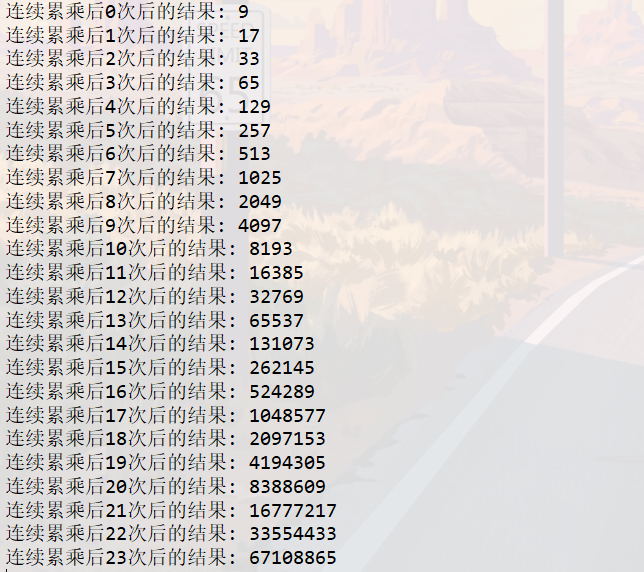 连续累乘后0次后的结果: 9
连续累乘后1次后的结果: 17
连续累乘后2次后的结果: 33
连续累乘后3次后的结果: 65
连续累乘后4次后的结果: 129
连续累乘后5次后的结果: 257
连续累乘后6次后的结果: 513
连续累乘后7次后的结果: 1025
连续累乘后8次后的结果: 2049
连续累乘后9次后的结果: 4097
连续累乘后10次后的结果: 8193
连续累乘后11次后的结果: 16385
连续累乘后12次后的结果: 32769
连续累乘后13次后的结果: 65537
连续累乘后14次后的结果: 131073
连续累乘后15次后的结果: 262145
连续累乘后16次后的结果: 524289
连续累乘后17次后的结果: 1048577
连续累乘后18次后的结果: 2097153
连续累乘后19次后的结果: 4194305
连续累乘后20次后的结果: 8388609
连续累乘后21次后的结果: 16777217
连续累乘后22次后的结果: 33554433
连续累乘后23次后的结果: 67108865